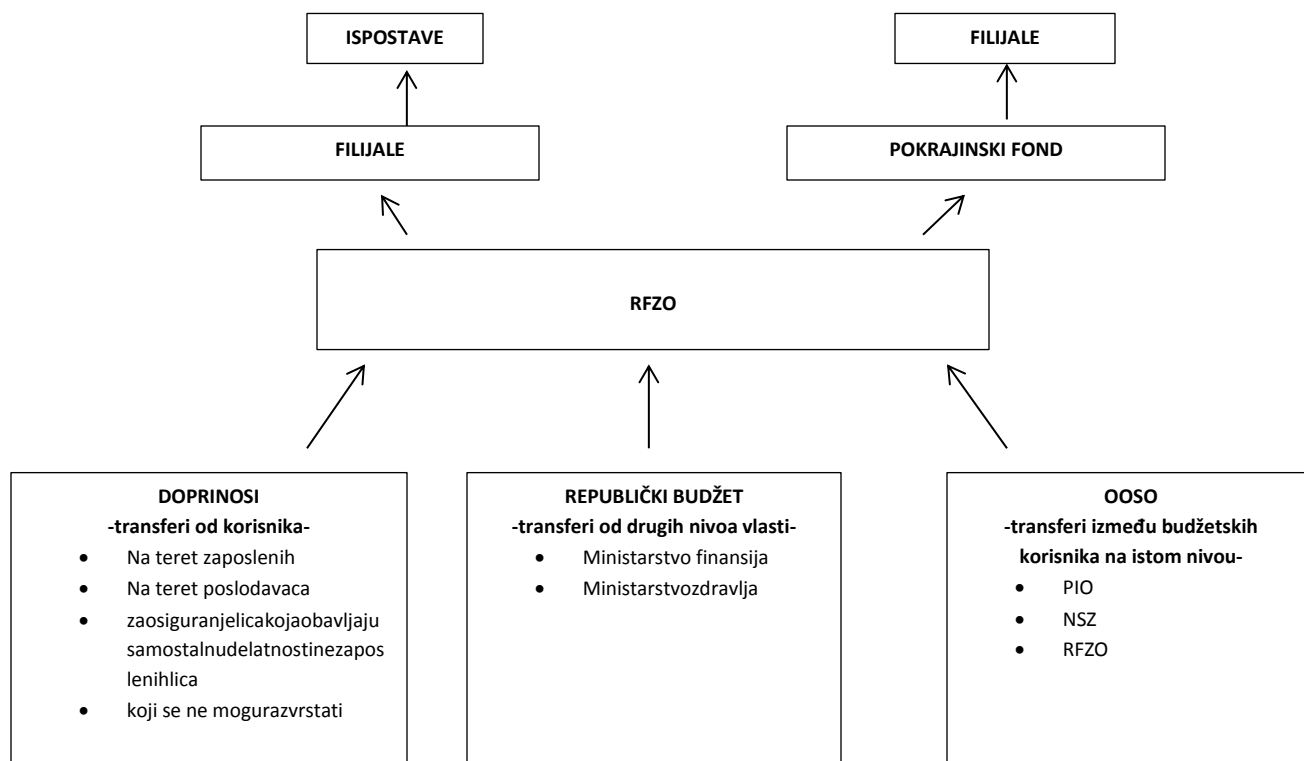 ISPOSTAVE
FILIJALE
FILIJALE
POKRAJINSKI FOND
RFZO
DOPRINOSI
-transferi od korisnika-
• Na teret zaposlenih
• Na teret poslodavaca
• zaosiguranjelicakojaobavljaju
samostalnudelatnostinezapos
lenihlica
• koji se ne mogurazvrstati
REPUBLIČKI BUDŽET
-transferi od drugih nivoa vlasti-
• Ministarstvo finansija
• Ministarstvozdravlja
OOSO
-transferi između budžetskih
korisnika na istom nivou-
• PIO
• NSZ
• RFZO